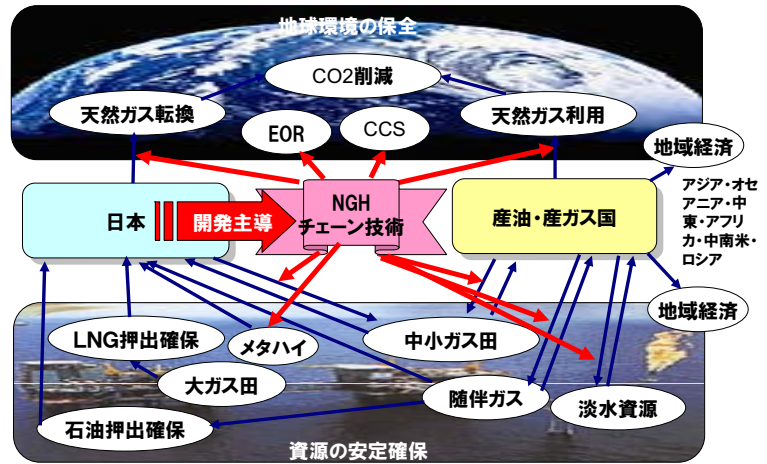 地球環境の保全
CO2削減
天然ガス転換
EOR
CCS
天然ガス利用
地域経済
日本
開発主導
NGH
チェーン技術
産油・産ガス国
アジア・オセ
アニア・中
東・アフリ
カ・中南米・
ロシア
地域経済
LNG押出確保
メタハイ
中小ガス田
大ガス田
随伴ガス
淡水資源
石油押出確保
資源の安定確保